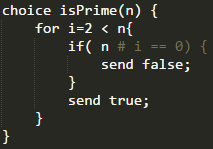 choice isPrime(n) {
    for i=2 < n{
        if( n # i == 0) {
            send false;
        }
        send true;
    }
}